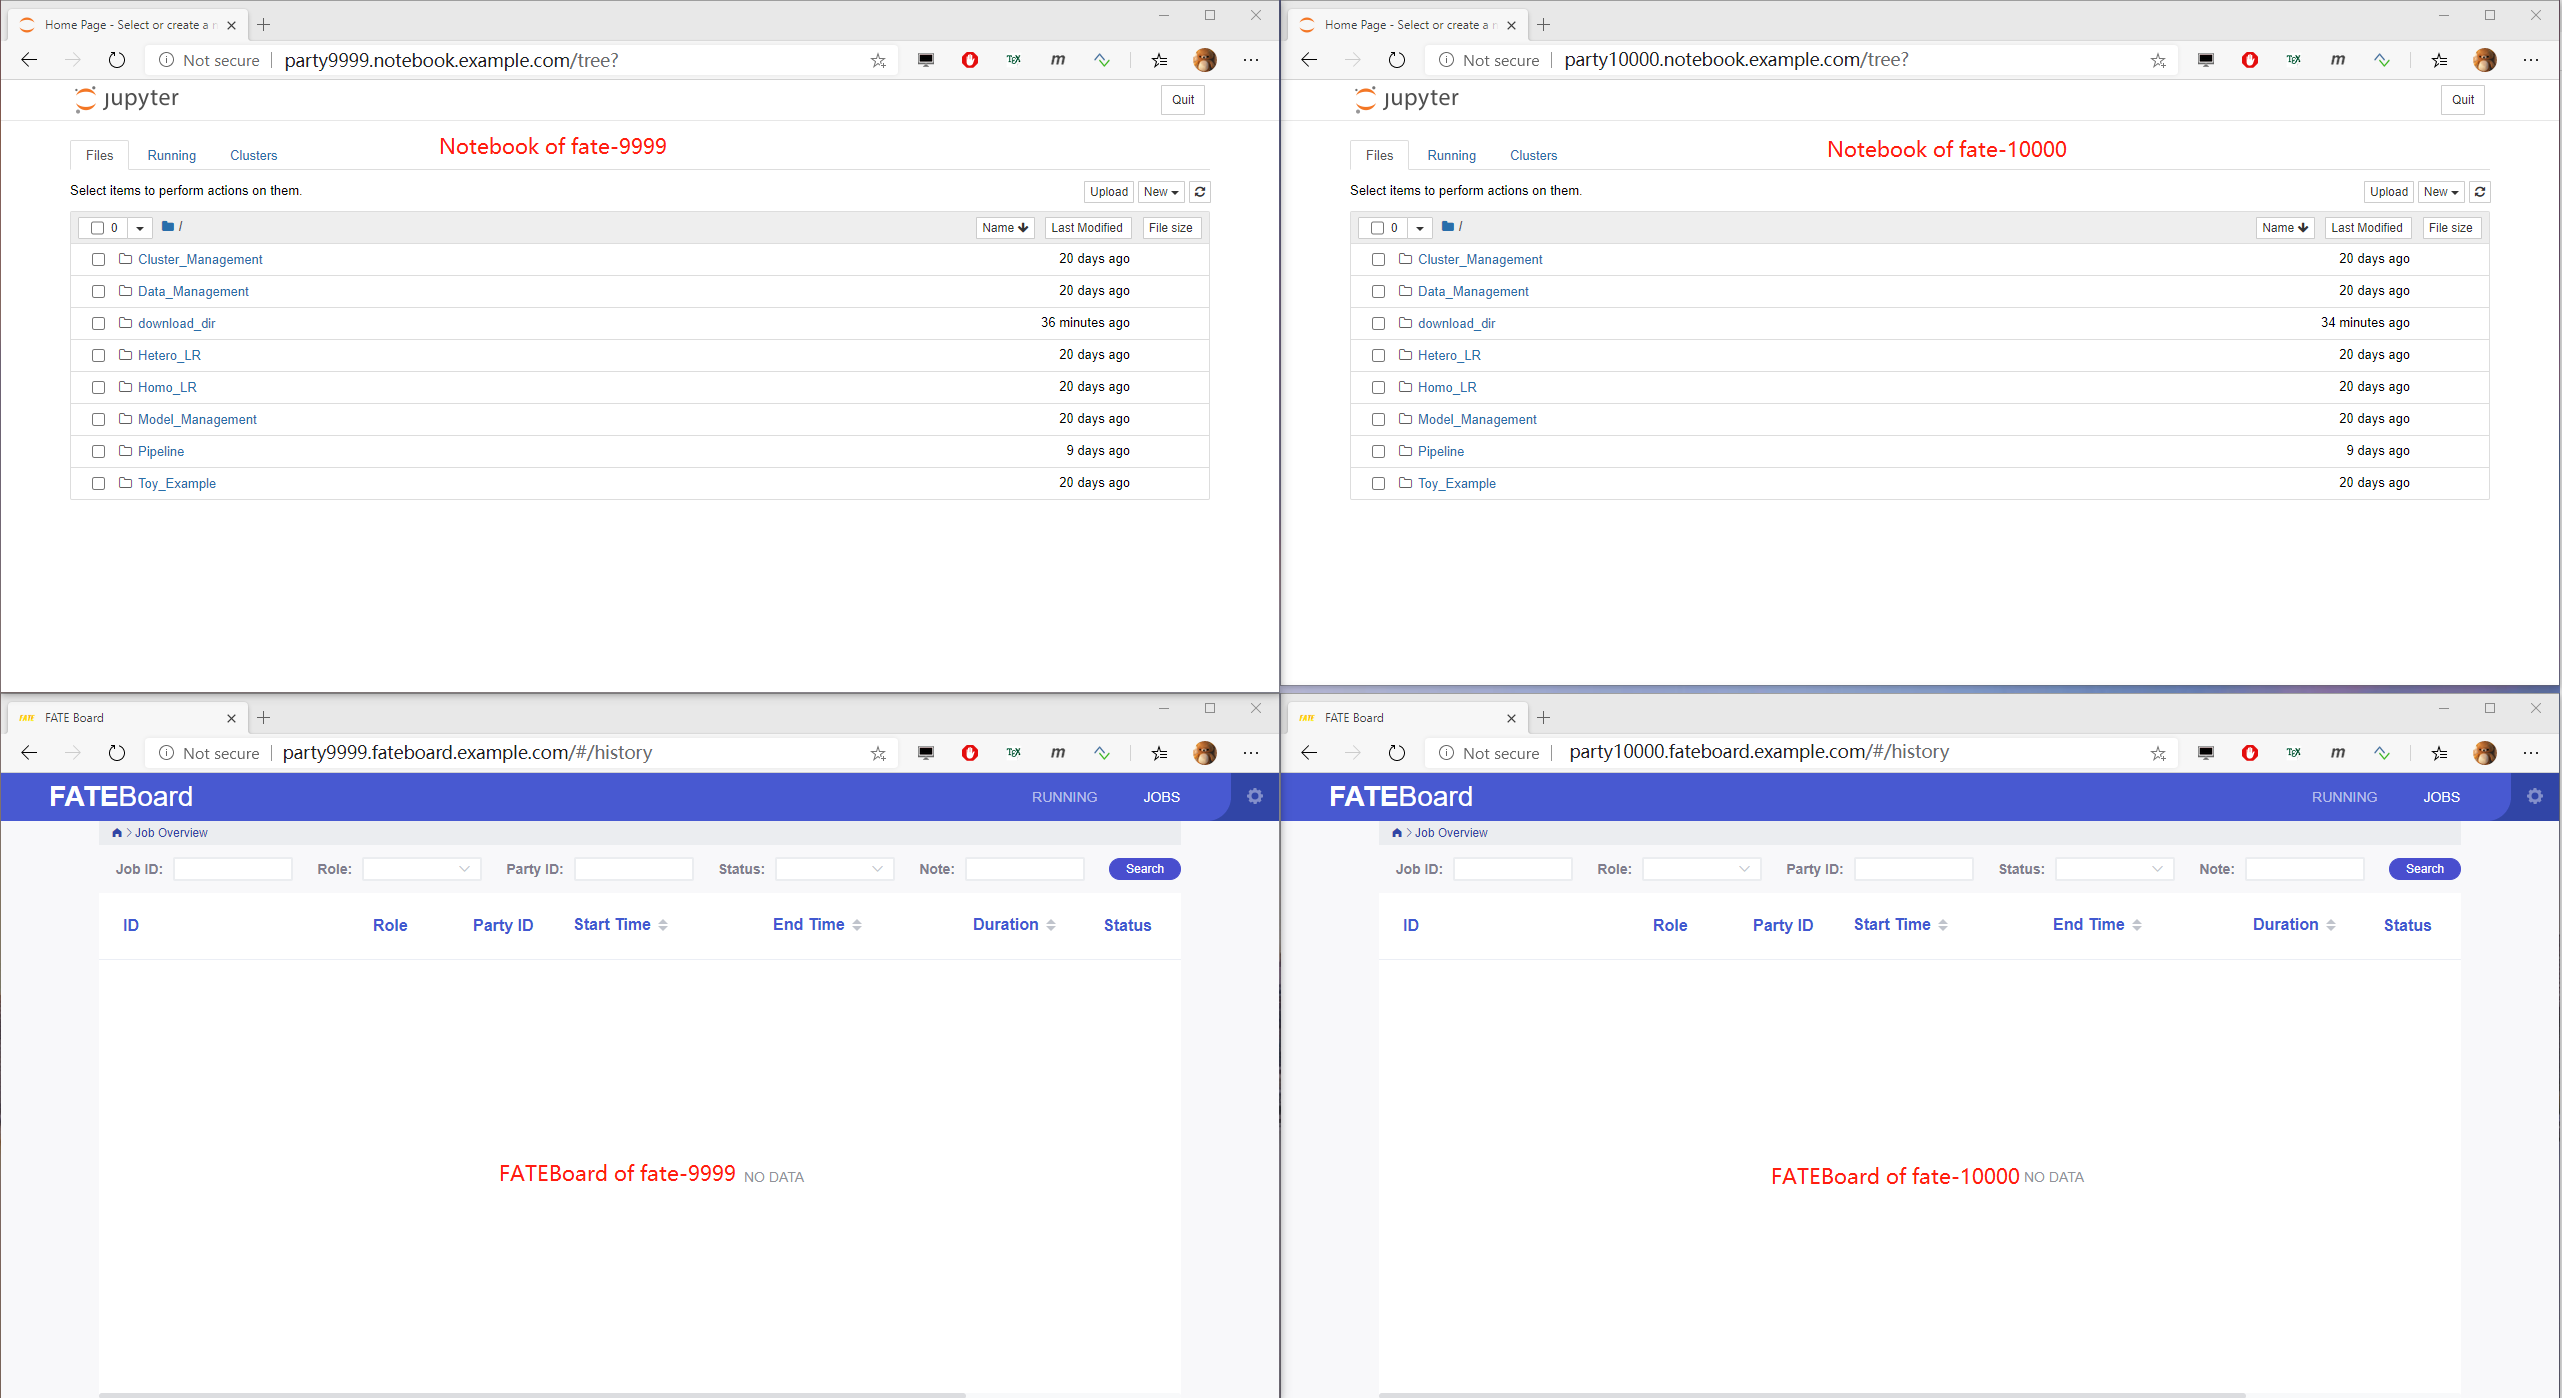 Home Page - Select or create a n
Not secure | party9999.notebook.example.com/tree?
TEX m
jupyter
Quit
Notebook of fate-9999
Files Running Clusters
Select items to perform actions on them.
Upload New
0 / Name Last Modified File size
Cluster_Management 20 days ago
Data_Management 20 days ago
download_dir 36 minutes ago
Hetero_LR 20 days ago
Homo_LR 20 days ago
Model_Management 20 days ago
Pipeline 9 days ago
Toy_Example 20 days ago
Home Page - Select or create a n
Not secure | party10000.notebook.example.com/tree?
TEX m
jupyter
Quit
Notebook of fate-10000
Files Running Clusters
Select items to perform actions on them.
Upload New
0 / Name Last Modified File size
Cluster_Management 20 days ago
Data_Management 20 days ago
download_dir 34 minutes ago
Hetero_LR 20 days ago
Homo_LR 20 days ago
Model_Management 20 days ago
Pipeline 9 days ago
Toy_Example 20 days ago
FATE FATE Board
Not secure | party9999.fateboard.example.com/#/history
TEX m
FATEBoard RUNNING JOBS
> Job Overview
Job ID: Role: Party ID: Status: Note: Search
ID Role Party ID Start Time End Time Duration Status
FATEBoard of fate-9999 NO DATA
FATE FATE Board
Not secure | party10000.fateboard.example.com/#/history
TEX m
FATEBoard RUNNING JOBS
> Job Overview
Job ID: Role: Party ID: Status: Note: Search
ID Role Party ID Start Time End Time Duration Status
FATEBoard of fate-10000 NO DATA